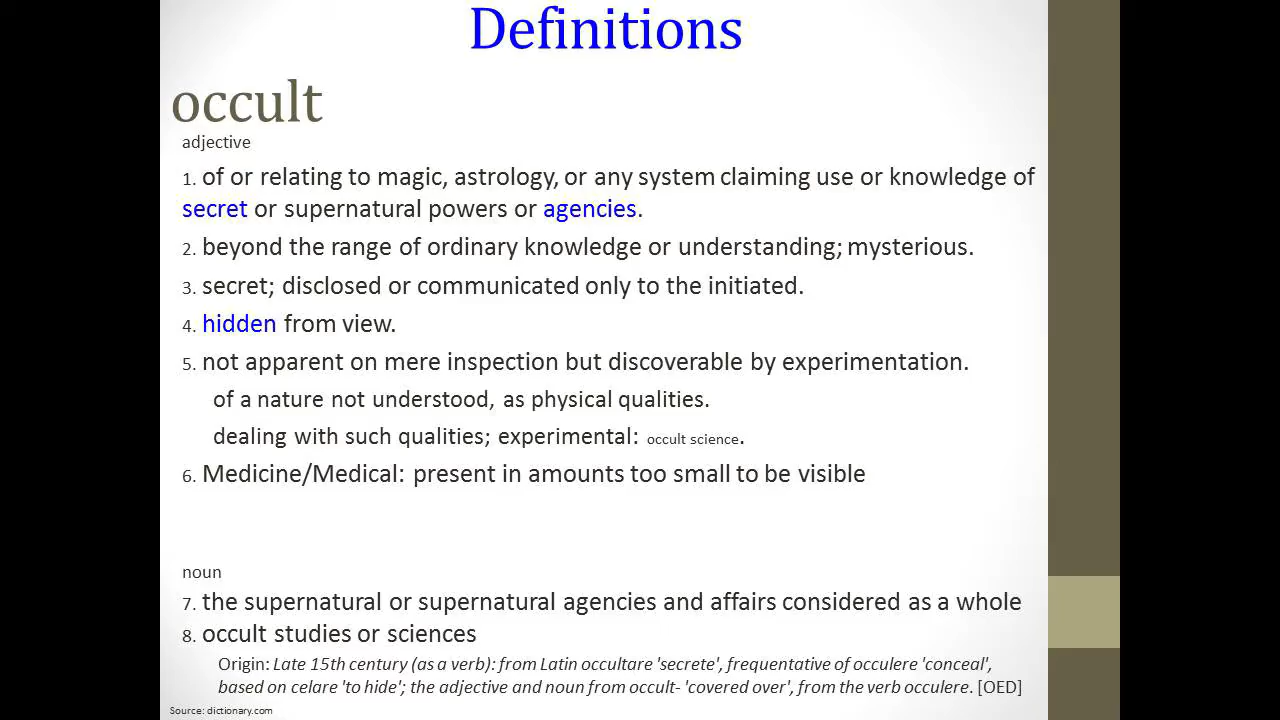 Definitions
occult
adjective
1. of or relating to magic, astrology, or any system claiming use or knowledge of
secret or supernatural powers or agencies.
2. beyond the range of ordinary knowledge or understanding; mysterious.
3. secret; disclosed or communicated only to the initiated.
4. hidden from view.
5. not apparent on mere inspection but discoverable by experimentation.
of a nature not understood, as physical qualities.
dealing with such qualities; experimental: occult science.
6. Medicine/Medical: present in amounts too small to be visible
noun
7. the supernatural or supernatural agencies and affairs considered as a whole
8. occult studies or sciences
Origin: Late 15th century (as a verb): from Latin occultare 'secrete', frequentative of occulere 'conceal',
based on celare 'to hide'; the adjective and noun from occult- 'covered over', from the verb occulere. [OED]
Source: dictionary.com